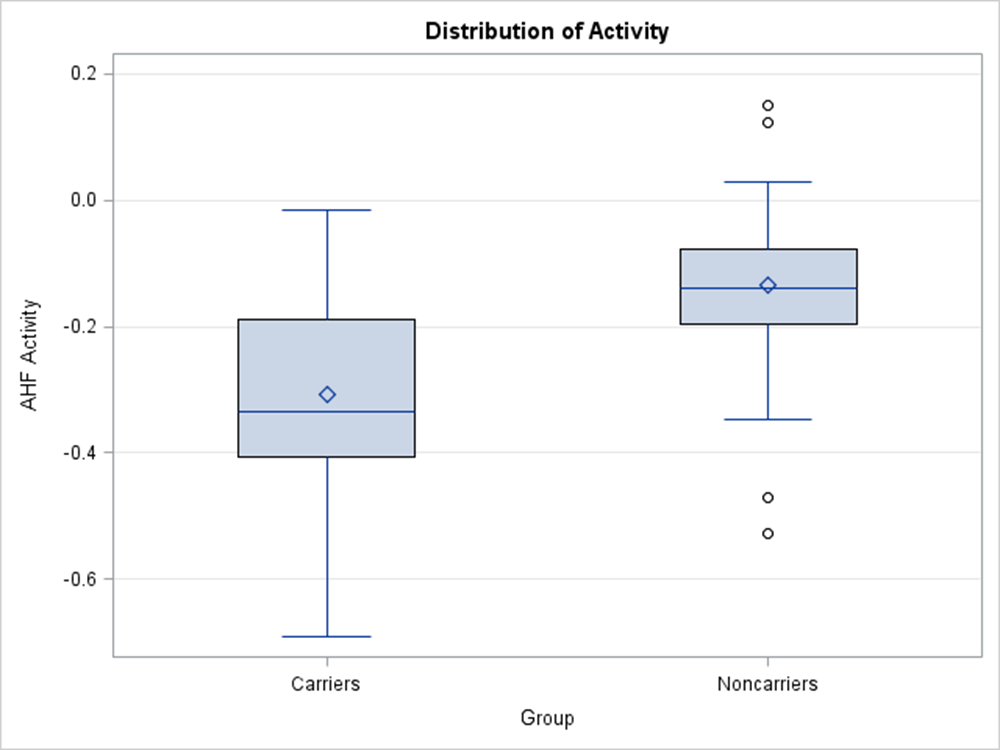 Distribution of Activity
0.2
0.0
-0.2
-0.4
-0.6
AHF Activity
Carriers
Noncarriers
Group